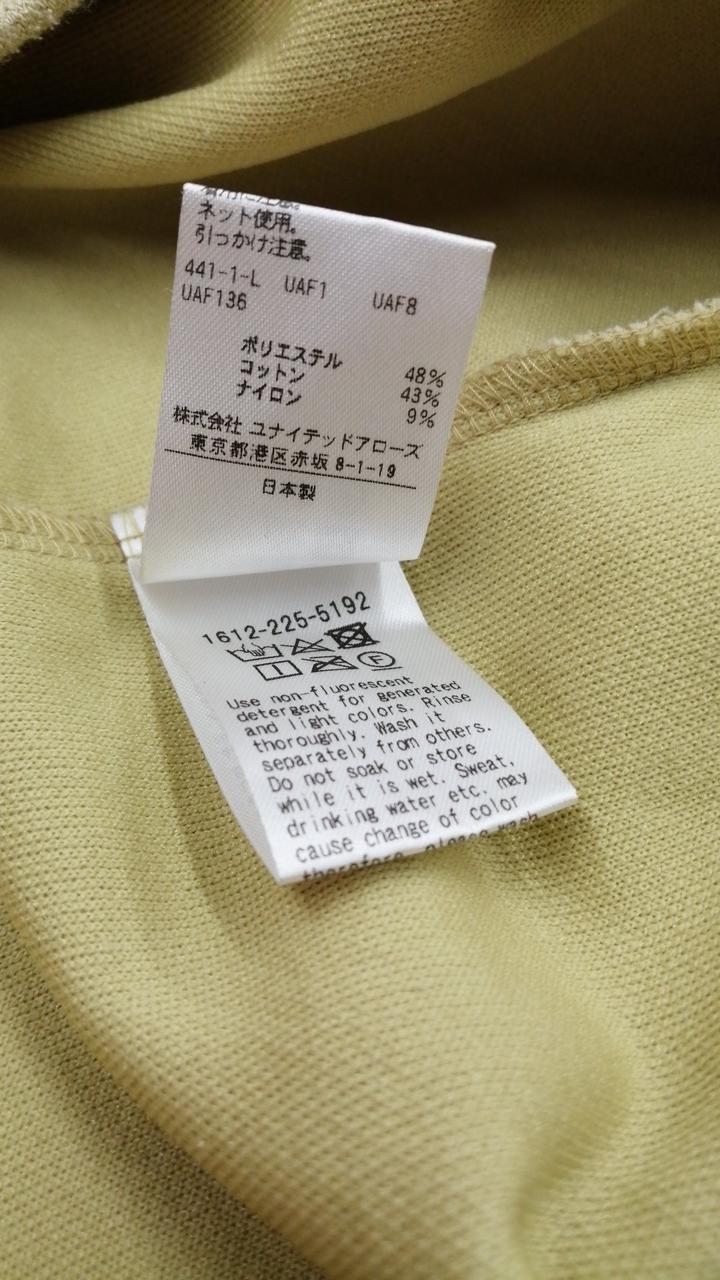 ネット使用。
引っかけ注意。
441-1-L UAF1 UAF8
UAF136
ポリエステル 48%
コットン 43%
ナイロン 9%
株式会社 ユナイテッドアローズ
東京都港区赤坂 8-1-19
日本製
1612-225-5192
F
Use non-fluorescent
detergent for generated
and light colors. Rinse
thoroughly. Wash it
separately from others.
Do not soak or store
while it is wet. Sweat,
drinking water etc. may
cause change of color
therefore, please wash